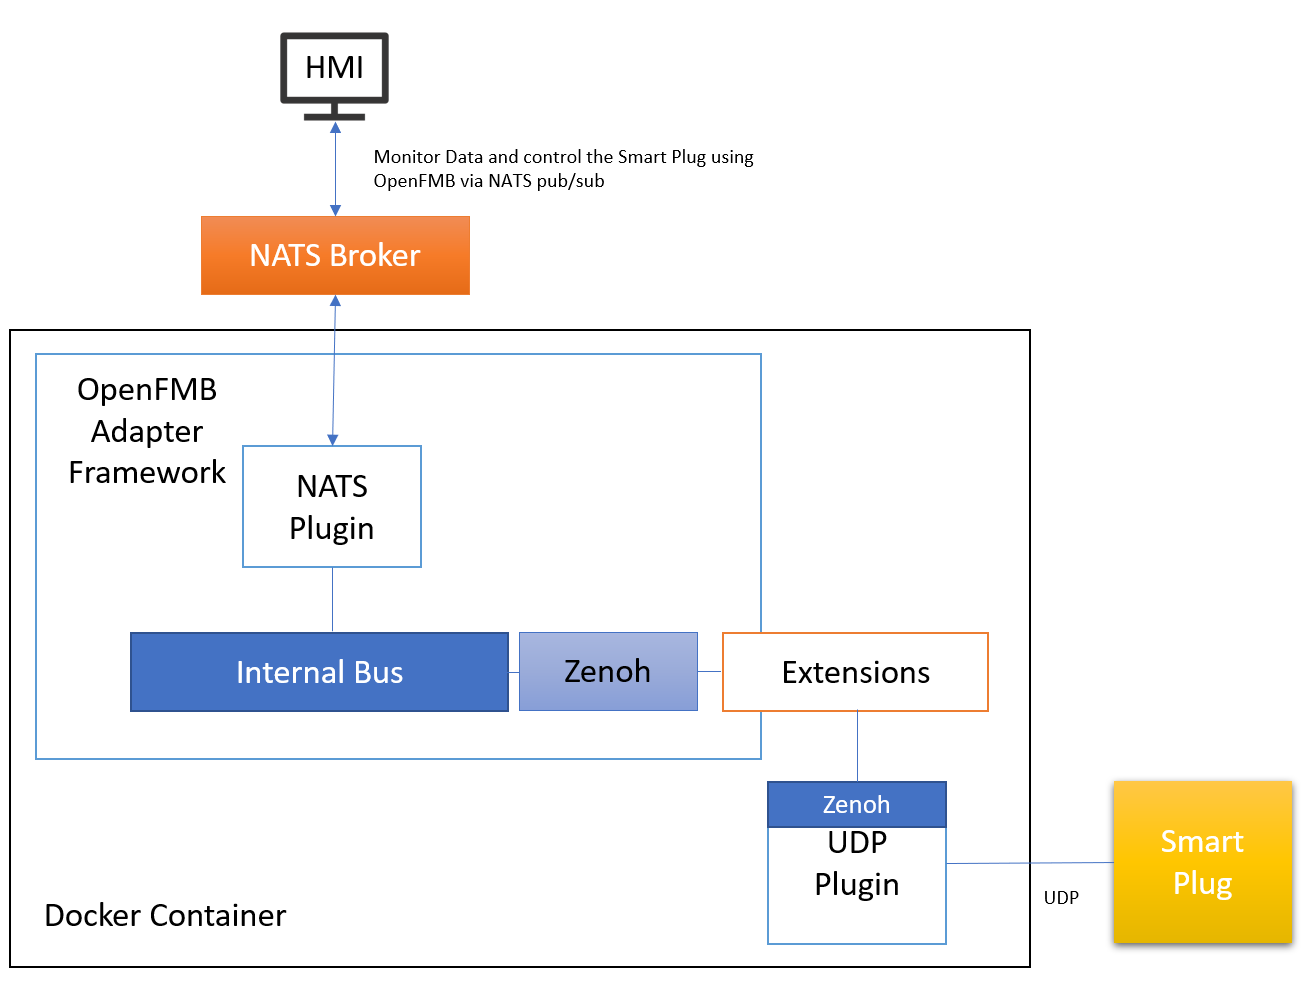 HMI
Monitor Data and control the Smart Plug using
OpenFMB via NATS pub/sub
NATS Broker
OpenFMB
Adapter
Framework
NATS
Plugin
Internal Bus
Zenoh
Extensions
Zenoh
UDP
Plugin
Smart
Plug
UDP
Docker Container